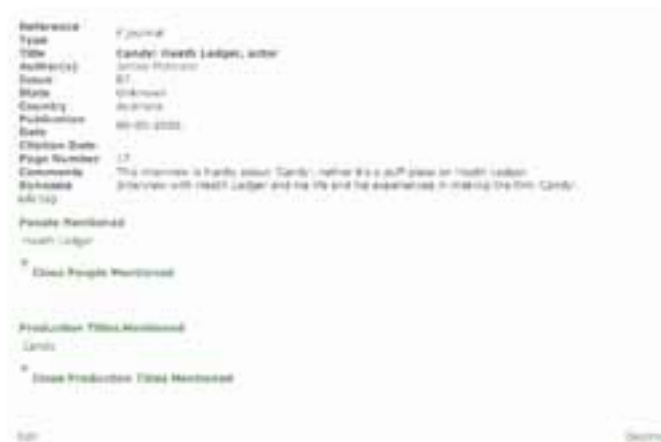 Reference
Type
E journal
Title Candy: Heath Ledger, actor
Author(s) James
Issue
State Unknown
Country Australia
Publication
Date
Citation Date
Page Number 17
Comments This interview is hardly about 'Candy', rather it's a puff piece on Heath Ledger.
Synopsis Interview with Heath Ledger and his life and his experiences in making the film 'Candy'.
People Mentioned
Heath Ledger
Close People Mentioned
Production Titles Mentioned
Candy
Close Production Titles Mentioned
Edit